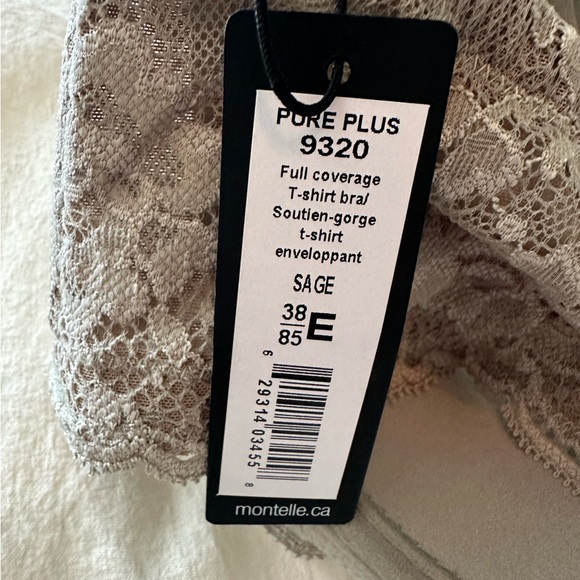 PURE PLUS
9320
Full coverage
T-shirt bra/
Soutien-gorge
t-shirt
enveloppant
SAGE
38
85
E
6 29314 03455 8
montelle.ca